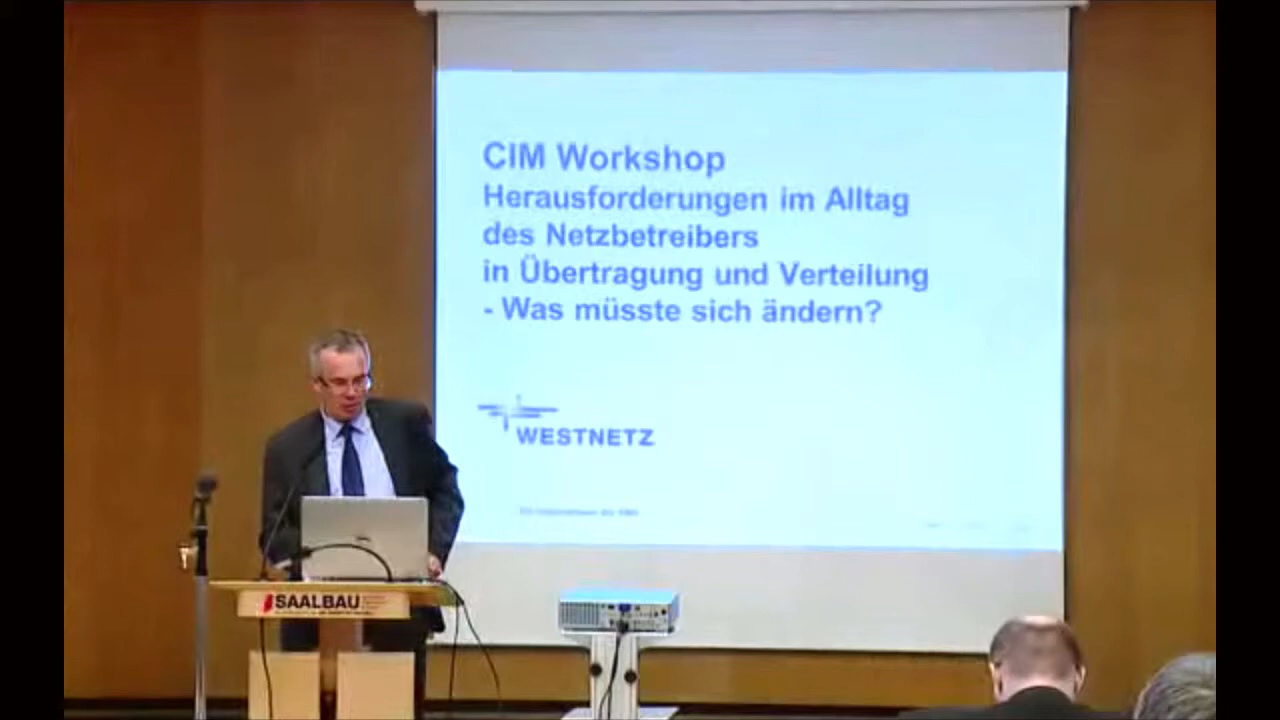 CIM Workshop
Herausforderungen im Alltag
des Netzbetreibers
in Übertragung und Verteilung
- Was müsste sich ändern?
WESTNETZ
SAALBAU